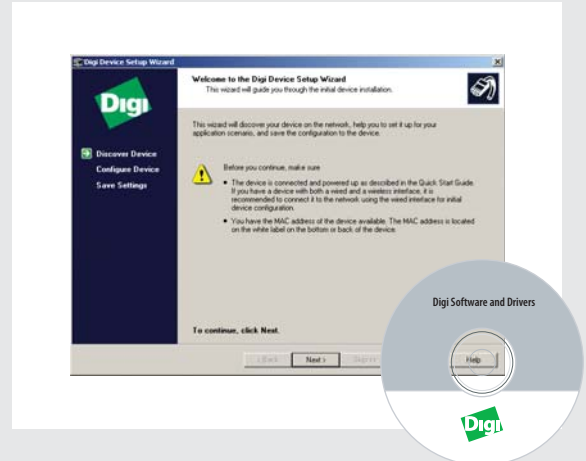 Digi Device Setup Wizard
Digi
Discover Device
Configure Device
Save Settings
Welcome to the Digi Device Setup Wizard
This wizard will guide you through the initial device installation.
This wizard will discover your device on the network, help you to set it up for your
application scenario, and save the configuration to the device.
Before you continue, make sure
• The device is connected and powered up as described in the Quick Start Guide.
If you have a device with both a wired and a wireless interface, it is
recommended to connect it to the network using the wired interface for initial
device configuration.
• You have the MAC address of the device available. The MAC address is located
on the white label on the bottom or back of the device.
To continue, click Next.
< Back
Next >
Help
Digi Software and Drivers
Digi